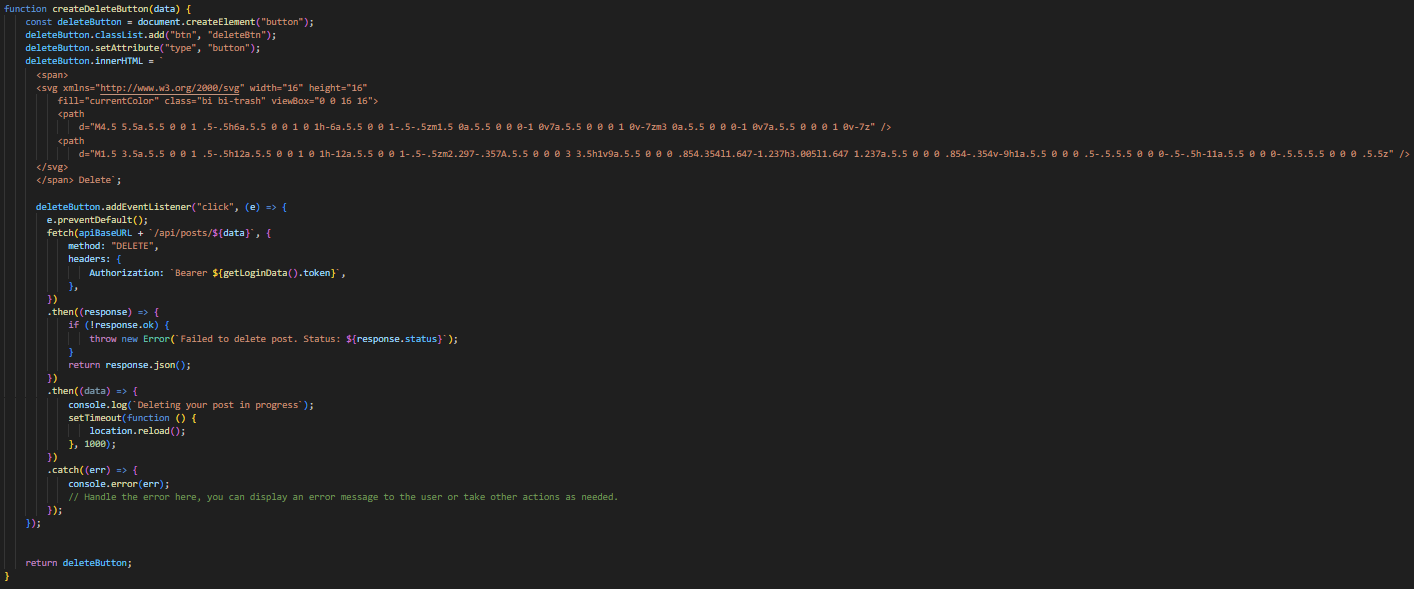 function createDeleteButton(data) {
const deleteButton = document.createElement("button");
deleteButton.classList.add("btn", "deleteBtn");
deleteButton.setAttribute("type", "button");
deleteButton.innerHTML = `
<span>
<svg xmlns="http://www.w3.org/2000/svg" width="16" height="16"
fill="currentColor" class="bi bi-trash" viewBox="0 0 16 16">
<path
d="M4.5 5.5a.5.5 0 0 1 .5-.5h6a.5.5 0 0 1 0 1h-6a.5.5 0 0 1-.5-.5zm1.5 0a.5.5 0 0 0-1 0v7a.5.5 0 0 0 1 0v-7zm3 0a.5.5 0 0 0-1 0v7a.5.5 0 0 0 1 0v-7z" />
<path
d="M1.5 3.5a.5.5 0 0 1 .5-.5h12a.5.5 0 0 1 0 1h-12a.5.5 0 0 1-.5-.5zm2.297-.357A.5.5 0 0 0 3 3.5h1v9a.5.5 0 0 0 .854.354l1.647-1.237h3.005l1.647 1.237a.5.5 0 0 0 .854-.354v-9h1a.5.5 0 0 0 .5-.5.5.5 0 0 0-.5-.5h-11a.5.5 0 0 0-.5.5.5.5 0 0 0 .5.5z" />
</svg>
</span> Delete`;
deleteButton.addEventListener("click", (e) => {
e.preventDefault();
fetch(apiBaseURL + `/api/posts/${data}`, {
method: "DELETE",
headers: {
Authorization: `Bearer ${getLoginData().token}`,
},
})
.then((response) => {
if (!response.ok) {
throw new Error(`Failed to delete post. Status: ${response.status}`);
}
return response.json();
})
.then((data) => {
console.log(`Deleting your post in progress`);
setTimeout(function () {
location.reload();
}, 1000);
})
.catch((err) => {
console.error(err);
// Handle the error here, you can display an error message to the user or take other actions as needed.
});
});
return deleteButton;
}